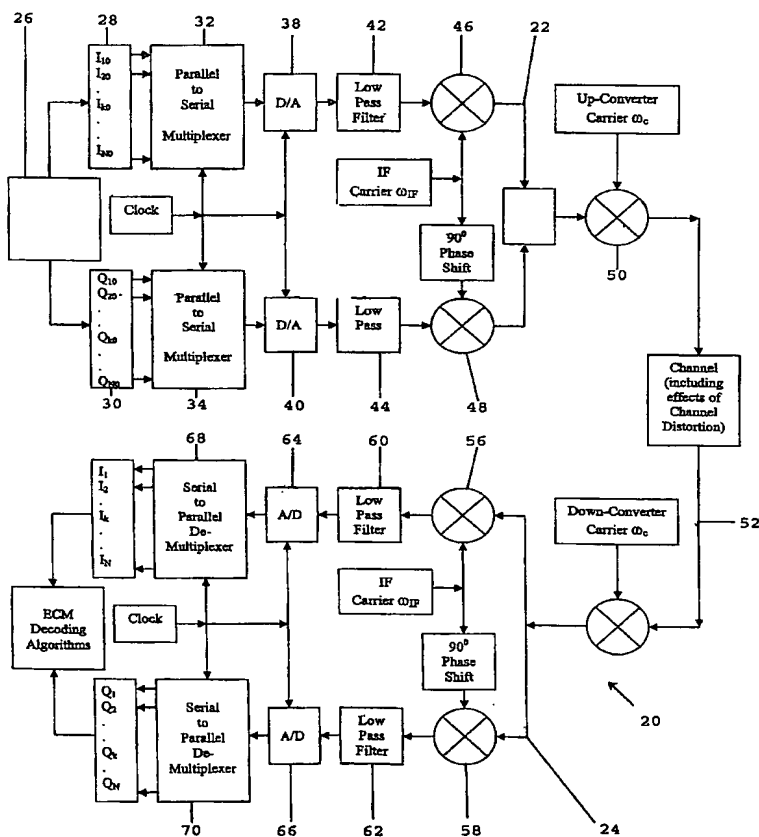 26 28 32 38 42 46 22
I10
I20
.
Ik0
.
.
IN0
Parallel
to
Serial
Multiplexer
D/A
Low
Pass
Filter
Up-Converter
Carrier ωc
Clock
IF
Carrier ωIF
90⁰
Phase
Shift
50
Q10
Q20
.
Qk0
.
.
QN0
Parallel
to
Serial
Multiplexer
D/A
Low
Pass
30 34 40 44 48
Channel
(including
effects of
Channel
Distortion)
68 64 60 56
I1
I2
.
Ik
.
IN
Serial
to
Parallel
De-
Multiplexer
A/D
Low
Pass
Filter
Down-Converter
Carrier ωc
52
ECM
Decoding
Algorithms
Clock
IF
Carrier ωIF
90⁰
Phase
Shift
20
Q1
Q2
.
.
Qk
.
QN
Serial
to
Parallel
De-
Multiplexer
A/D
Low
Pass
Filter
70 66 62 58 24